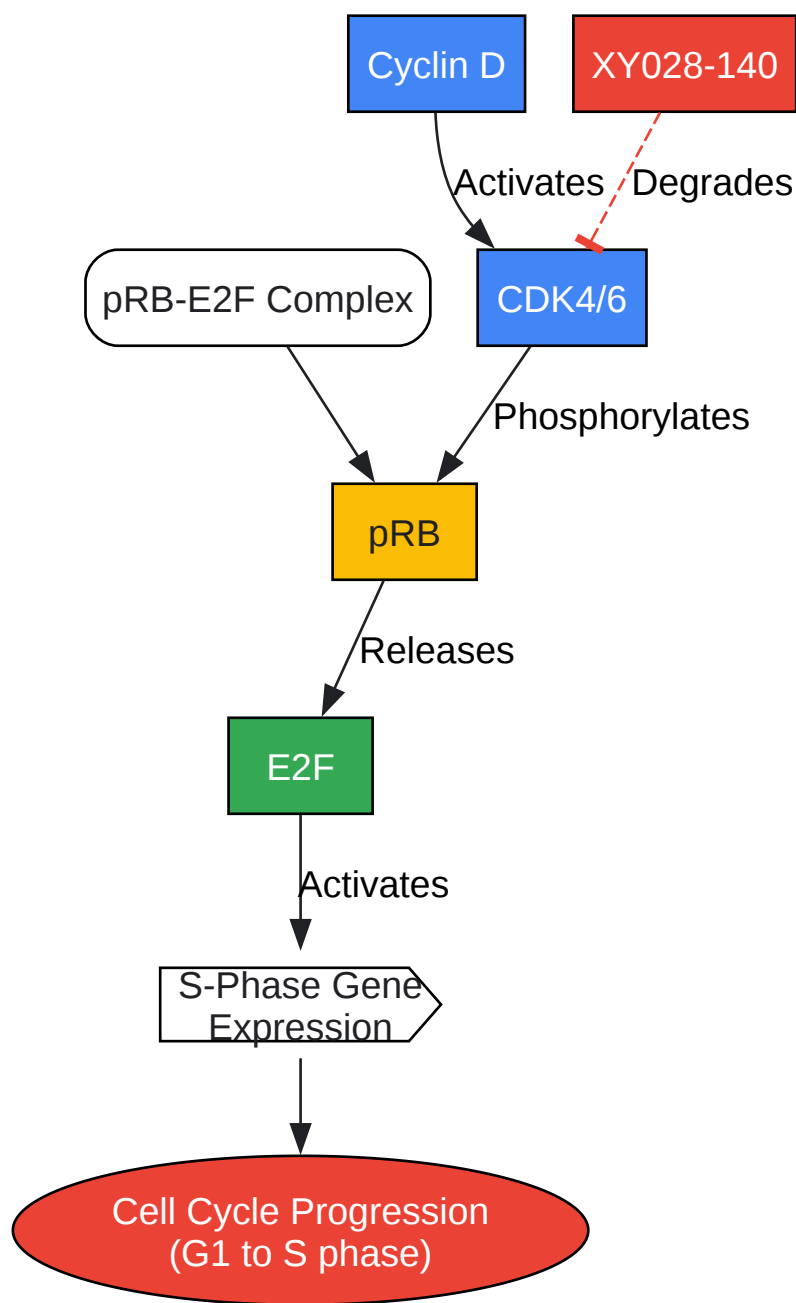 Cyclin D
XY028-140
Activates
Degrades
pRB-E2F Complex
CDK4/6
Phosphorylates
pRB
Releases
E2F
Activates
S-Phase Gene
Expression
Cell Cycle Progression
(G1 to S phase)